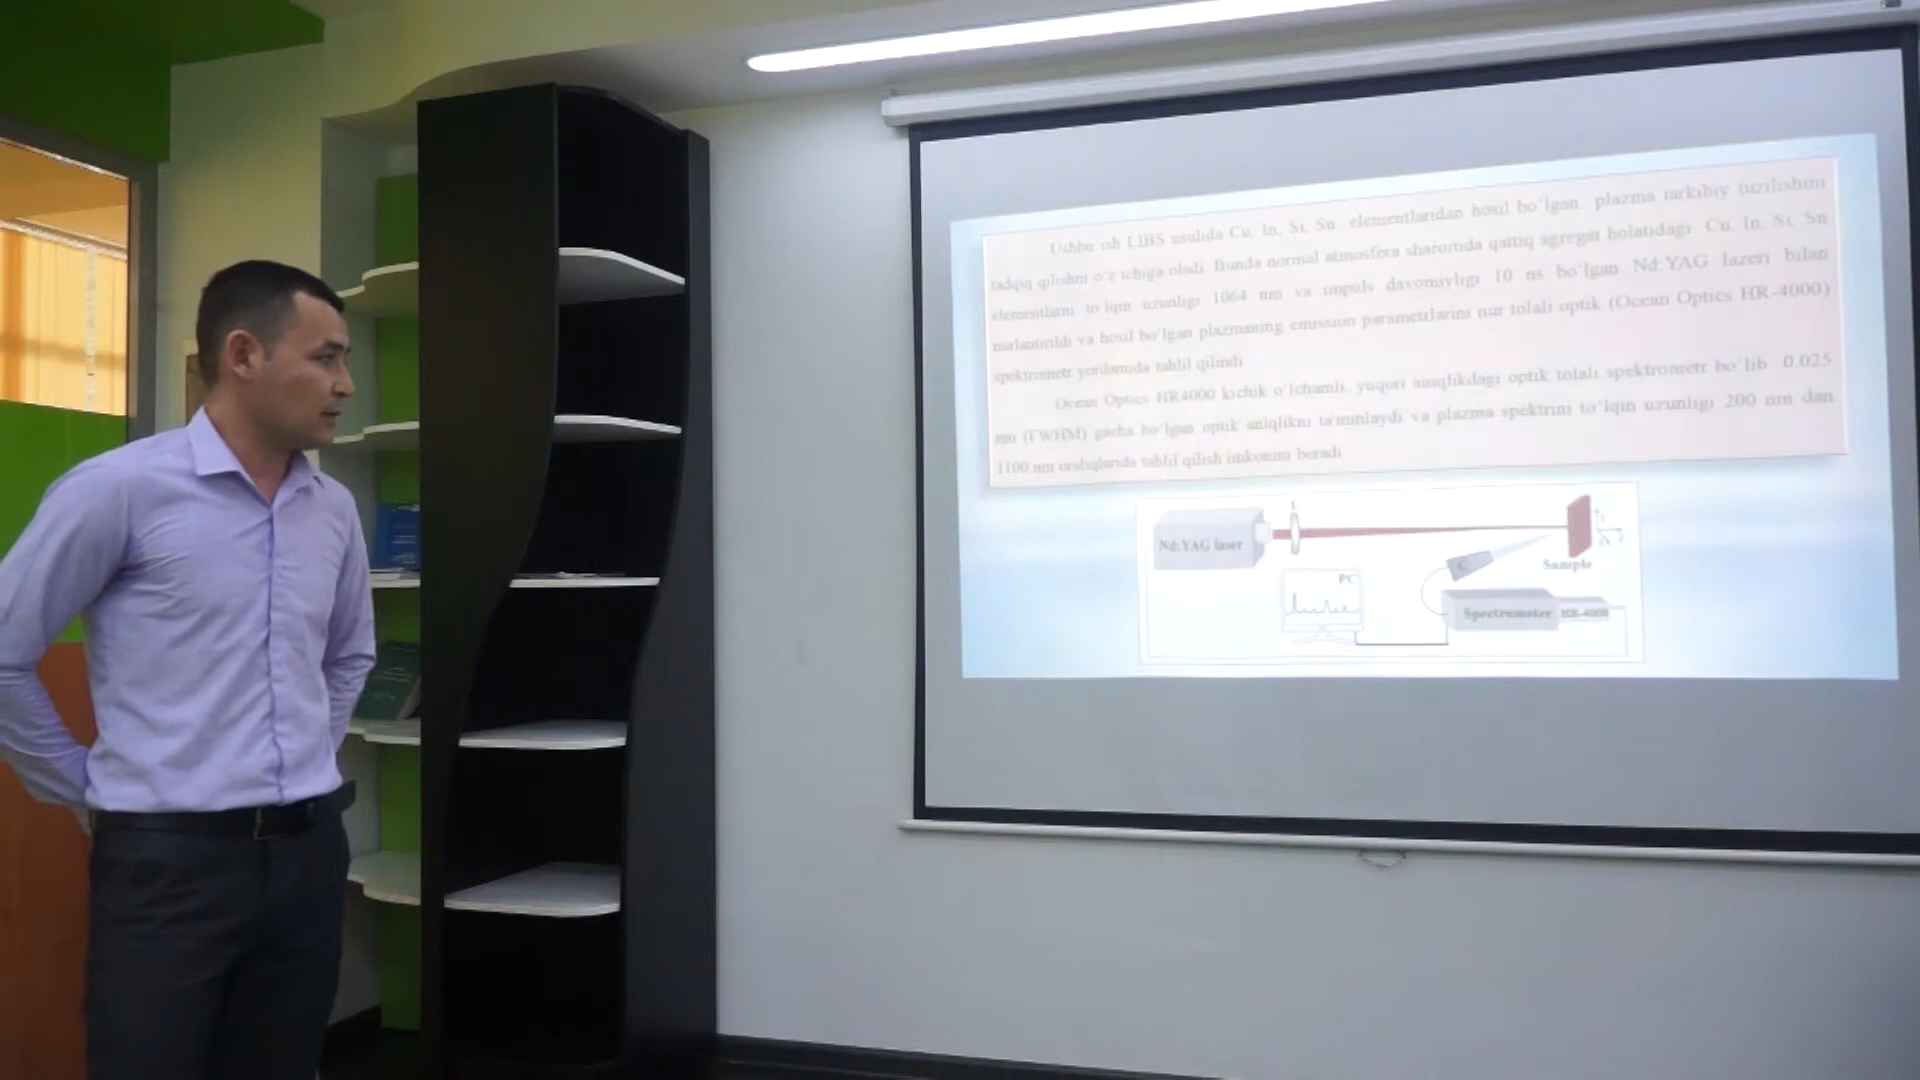 Ushbu ish LIBS usulida Cu, In, Si, Sn elementlaridan hosil bo'lgan plazma tarkibiy tuzilishini
tadqiq qilishni o'z ichiga oladi. Bunda normal atmosfera sharoitida qattiq agregat holatidagi Cu, In, Si, Sn
elementlarni to'lqin uzunligi 1064 nm va impuls davomiyligi 10 ns bo'lgan Nd:YAG lazeri bilan
nurlantirildi va hosil bo'lgan plazmaning emission parametrlarini nur tolali optik (Ocean Optics HR-4000)
spektrometr yordamida tahlil qilindi
Ocean Optics HR4000 kichik o'lchamli, yuqori aniqlikdagi optik tolali spektrometr bo'lib 0.025
nm (FWHM) gacha bo'lgan optik aniqlikni ta'minlaydi va plazma spektrini to'lqin uzunligi 200 nm dan
1100 nm oraliqlarida tahlil qilish imkonini beradi
L
Nd:YAG laser
Sample
C
PC
Spectrometer HR-4000